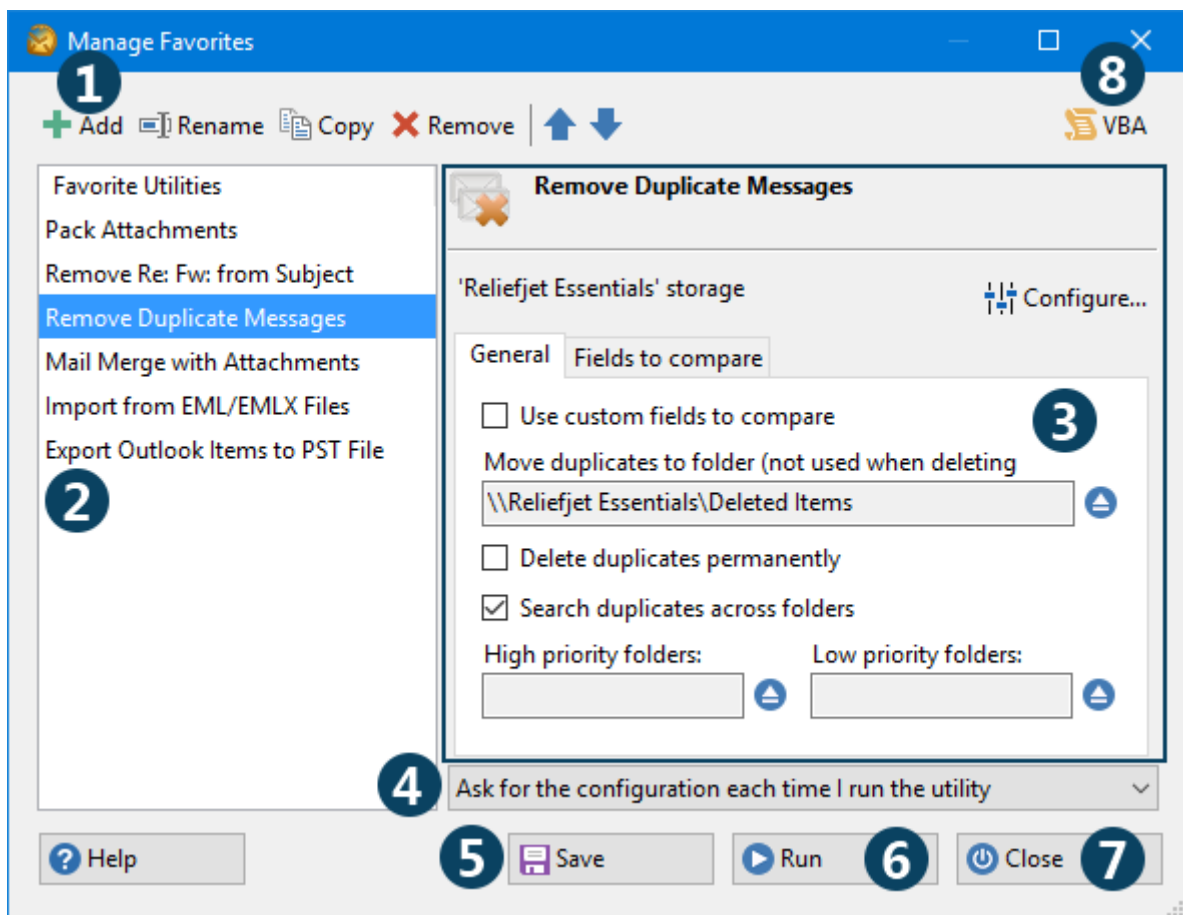 Manage Favorites
1
8
Add Rename Copy Remove VBA
Favorite Utilities
Pack Attachments
Remove Re: Fw: from Subject
Remove Duplicate Messages
Mail Merge with Attachments
Import from EML/EMLX Files
Export Outlook Items to PST File
2
Remove Duplicate Messages
'Reliefjet Essentials' storage
Configure...
General Fields to compare
Use custom fields to compare
3
Move duplicates to folder (not used when deleting
\\Reliefjet Essentials\Deleted Items
Delete duplicates permanently
Search duplicates across folders
High priority folders: Low priority folders:
4 Ask for the configuration each time I run the utility
Help 5 Save Run 6 Close 7